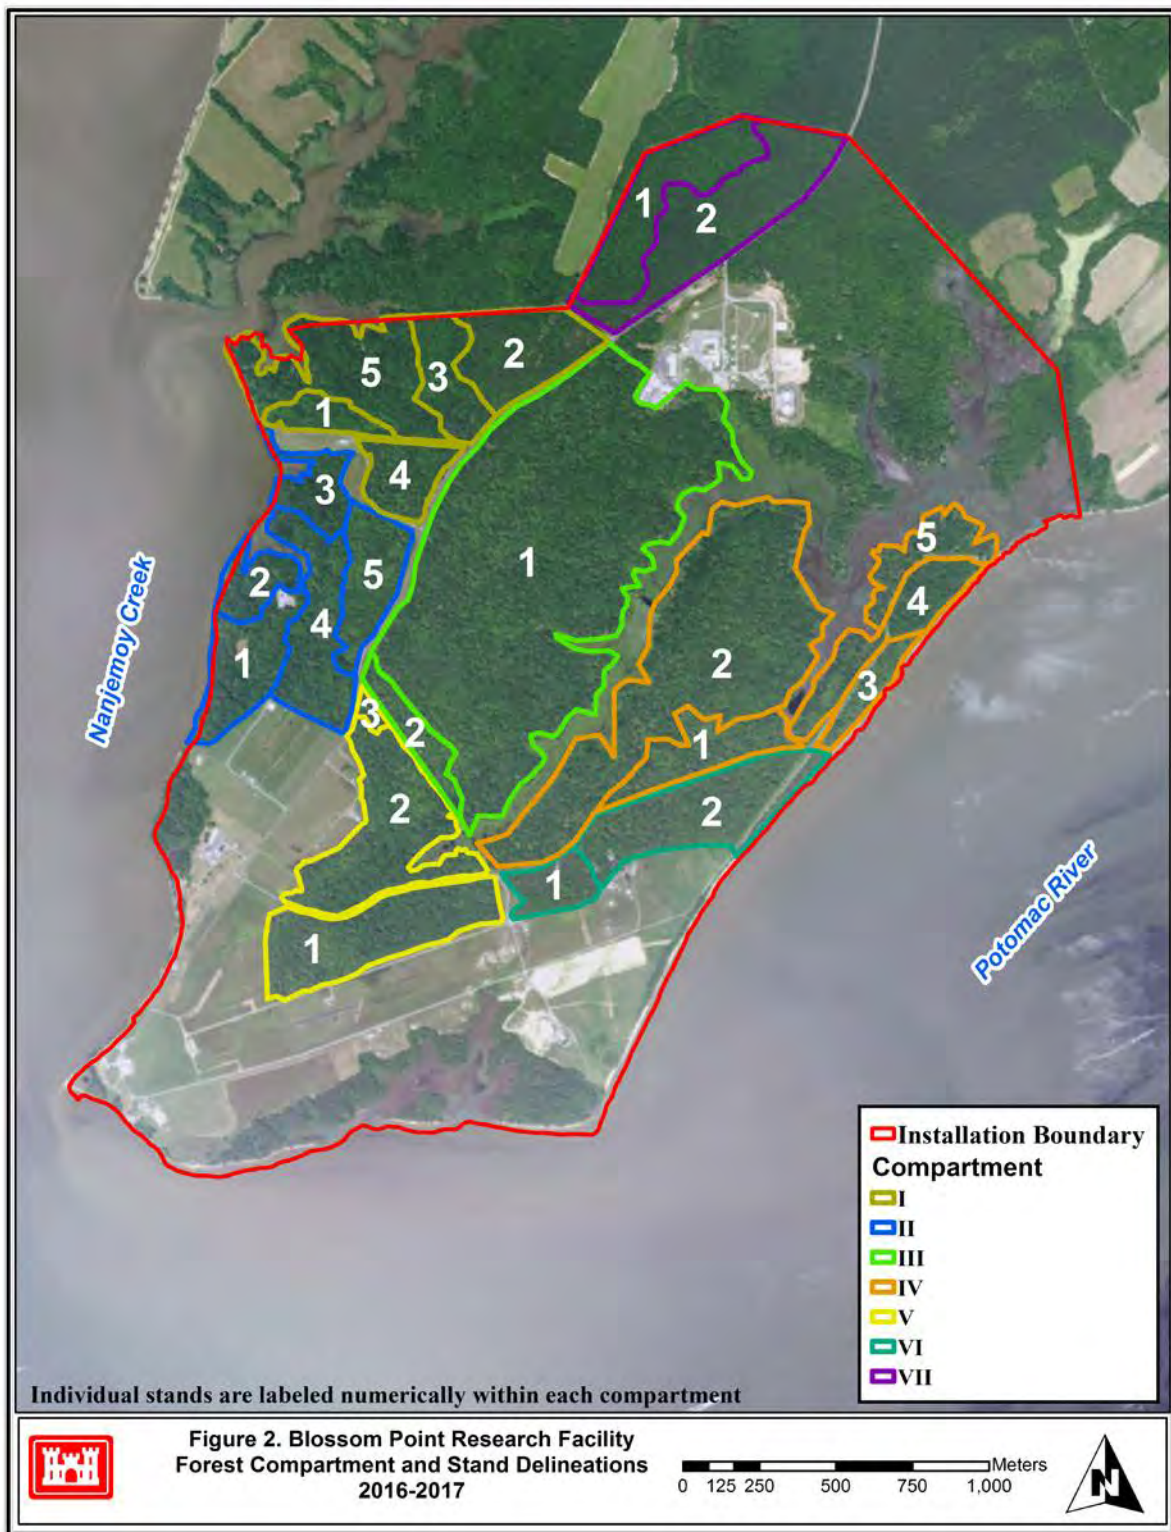 1
2
5
3
2
1
4
3
5
2
4
1
1
5
4
3
2
1
3
2
2
2
1
1
Nanjemoy Creek
Potomac River
Installation Boundary
Compartment
I
II
III
IV
V
VI
VII
Individual stands are labeled numerically within each compartment
Figure 2. Blossom Point Research Facility
Forest Compartment and Stand Delineations
2016-2017
0 125 250 500 750 1,000 Meters
N